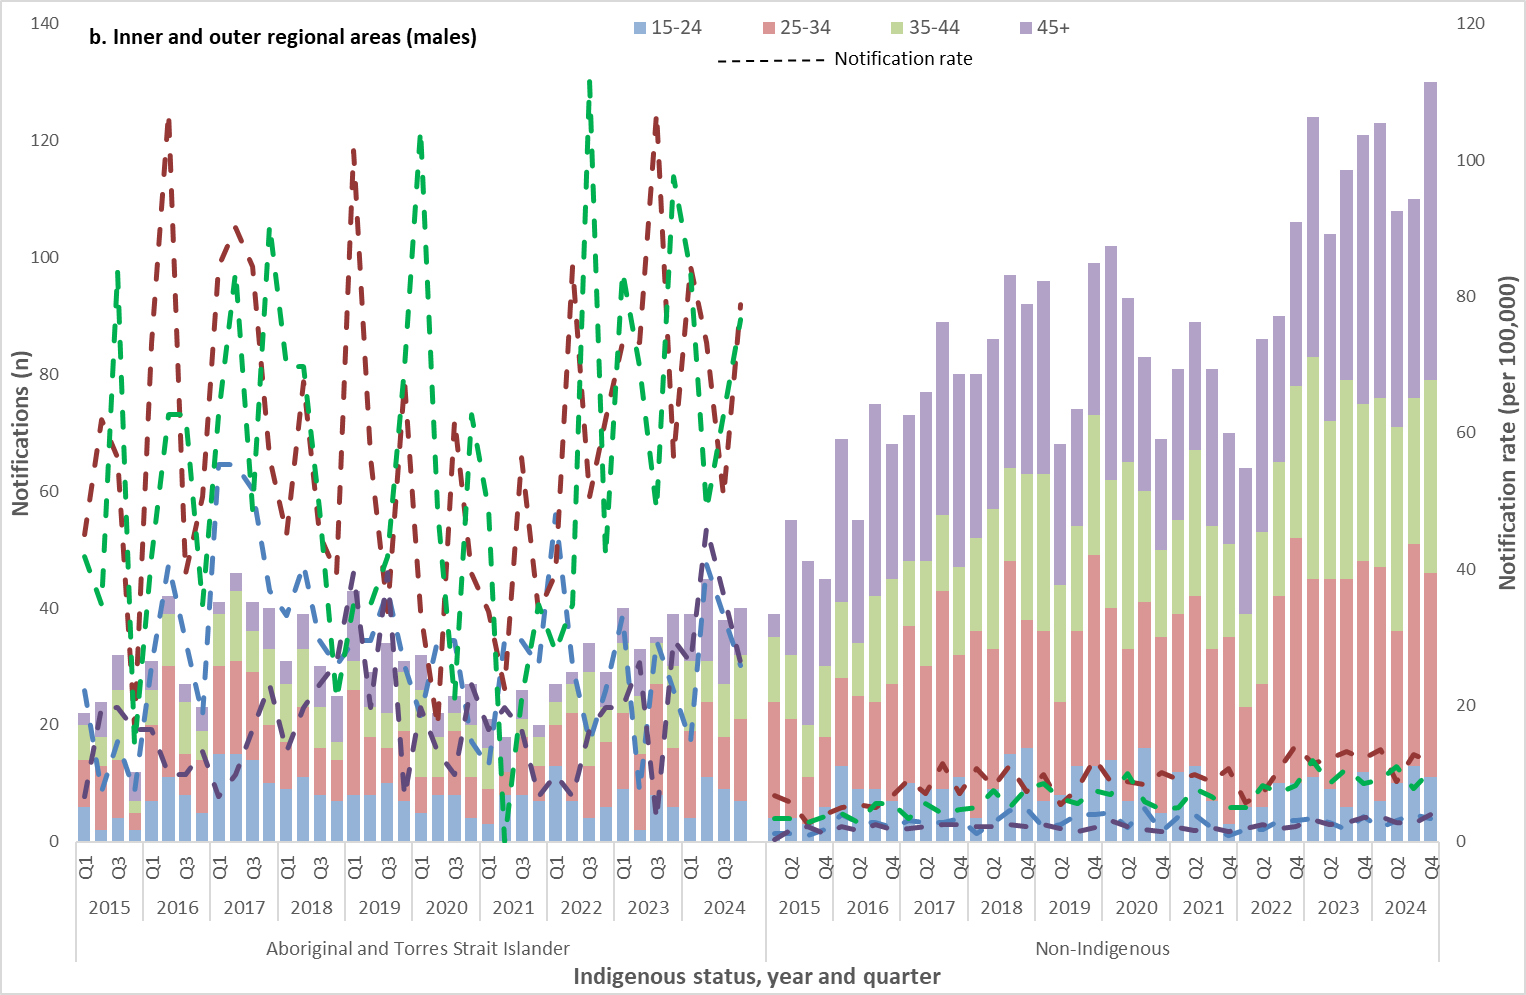 b. Inner and outer regional areas (males)
15-24 25-34 35-44 45+
Notification rate
Notifications (n)
140
120
100
80
60
40
20
0
120
100
80
60
40
20
0
Notification rate (per 100,000)
Q1 Q3 Q1 Q3 Q1 Q3 Q1 Q3 Q1 Q3 Q1 Q3 Q1 Q3 Q1 Q3 Q1 Q3 Q1 Q3 Q2 Q4 Q2 Q4 Q2 Q4 Q2 Q4 Q2 Q4 Q2 Q4 Q2 Q4 Q2 Q4 Q2 Q4 Q2 Q4
2015 2016 2017 2018 2019 2020 2021 2022 2023 2024 2015 2016 2017 2018 2019 2020 2021 2022 2023 2024
Aboriginal and Torres Strait Islander Non-Indigenous
Indigenous status, year and quarter